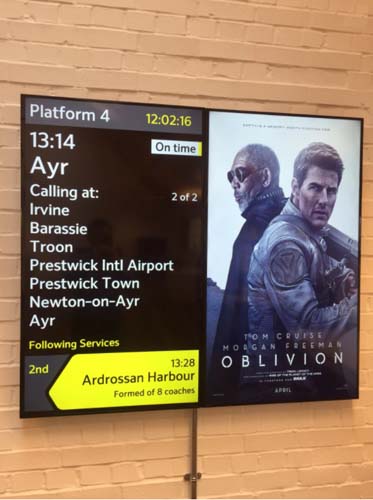 Platform 4 12:02:16
13:14
On time
Ayr
Calling at: 2 of 2
Irvine
Barassie
Troon
Prestwick Intl Airport
Prestwick Town
Newton-on-Ayr
Ayr
Following Services
2nd 13:28
Ardrossan Harbour
Formed of 8 coaches
TOM CRUISE
MORGAN FREEMAN
OBLIVION
APRIL